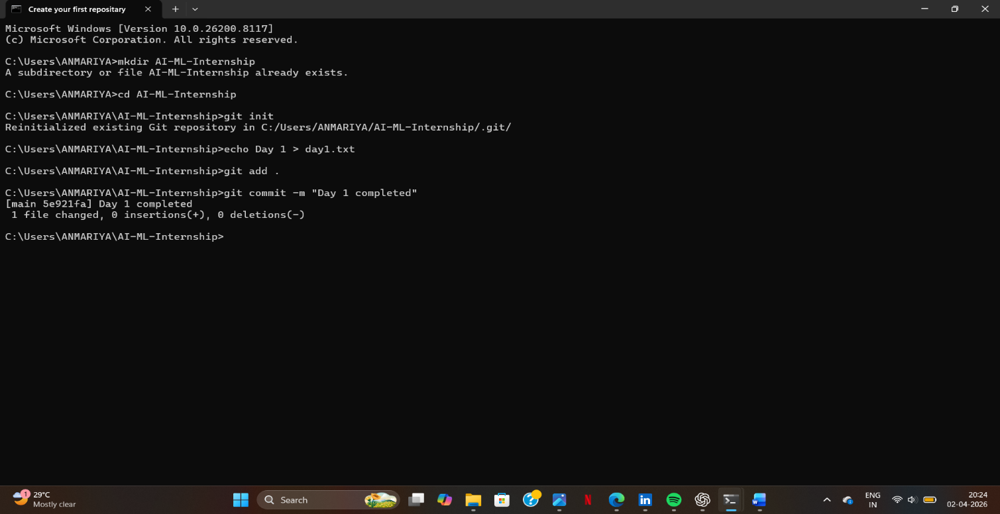 Create your first repositary
Microsoft Windows [Version 10.0.26200.8117]
(c) Microsoft Corporation. All rights reserved.
C:\Users\ANMARIYA>mkdir AI-ML-Internship
A subdirectory or file AI-ML-Internship already exists.
C:\Users\ANMARIYA>cd AI-ML-Internship
C:\Users\ANMARIYA\AI-ML-Internship>git init
Reinitialized existing Git repository in C:/Users/ANMARIYA/AI-ML-Internship/.git/
C:\Users\ANMARIYA\AI-ML-Internship>echo Day 1 > day1.txt
C:\Users\ANMARIYA\AI-ML-Internship>git add .
C:\Users\ANMARIYA\AI-ML-Internship>git commit -m "Day 1 completed"
[main 5e921fa] Day 1 completed
 1 file changed, 0 insertions(+), 0 deletions(-)
C:\Users\ANMARIYA\AI-ML-Internship>
1
29°C
Mostly clear
Search
N
in
W
ENG
IN
20:24
02-04-2026